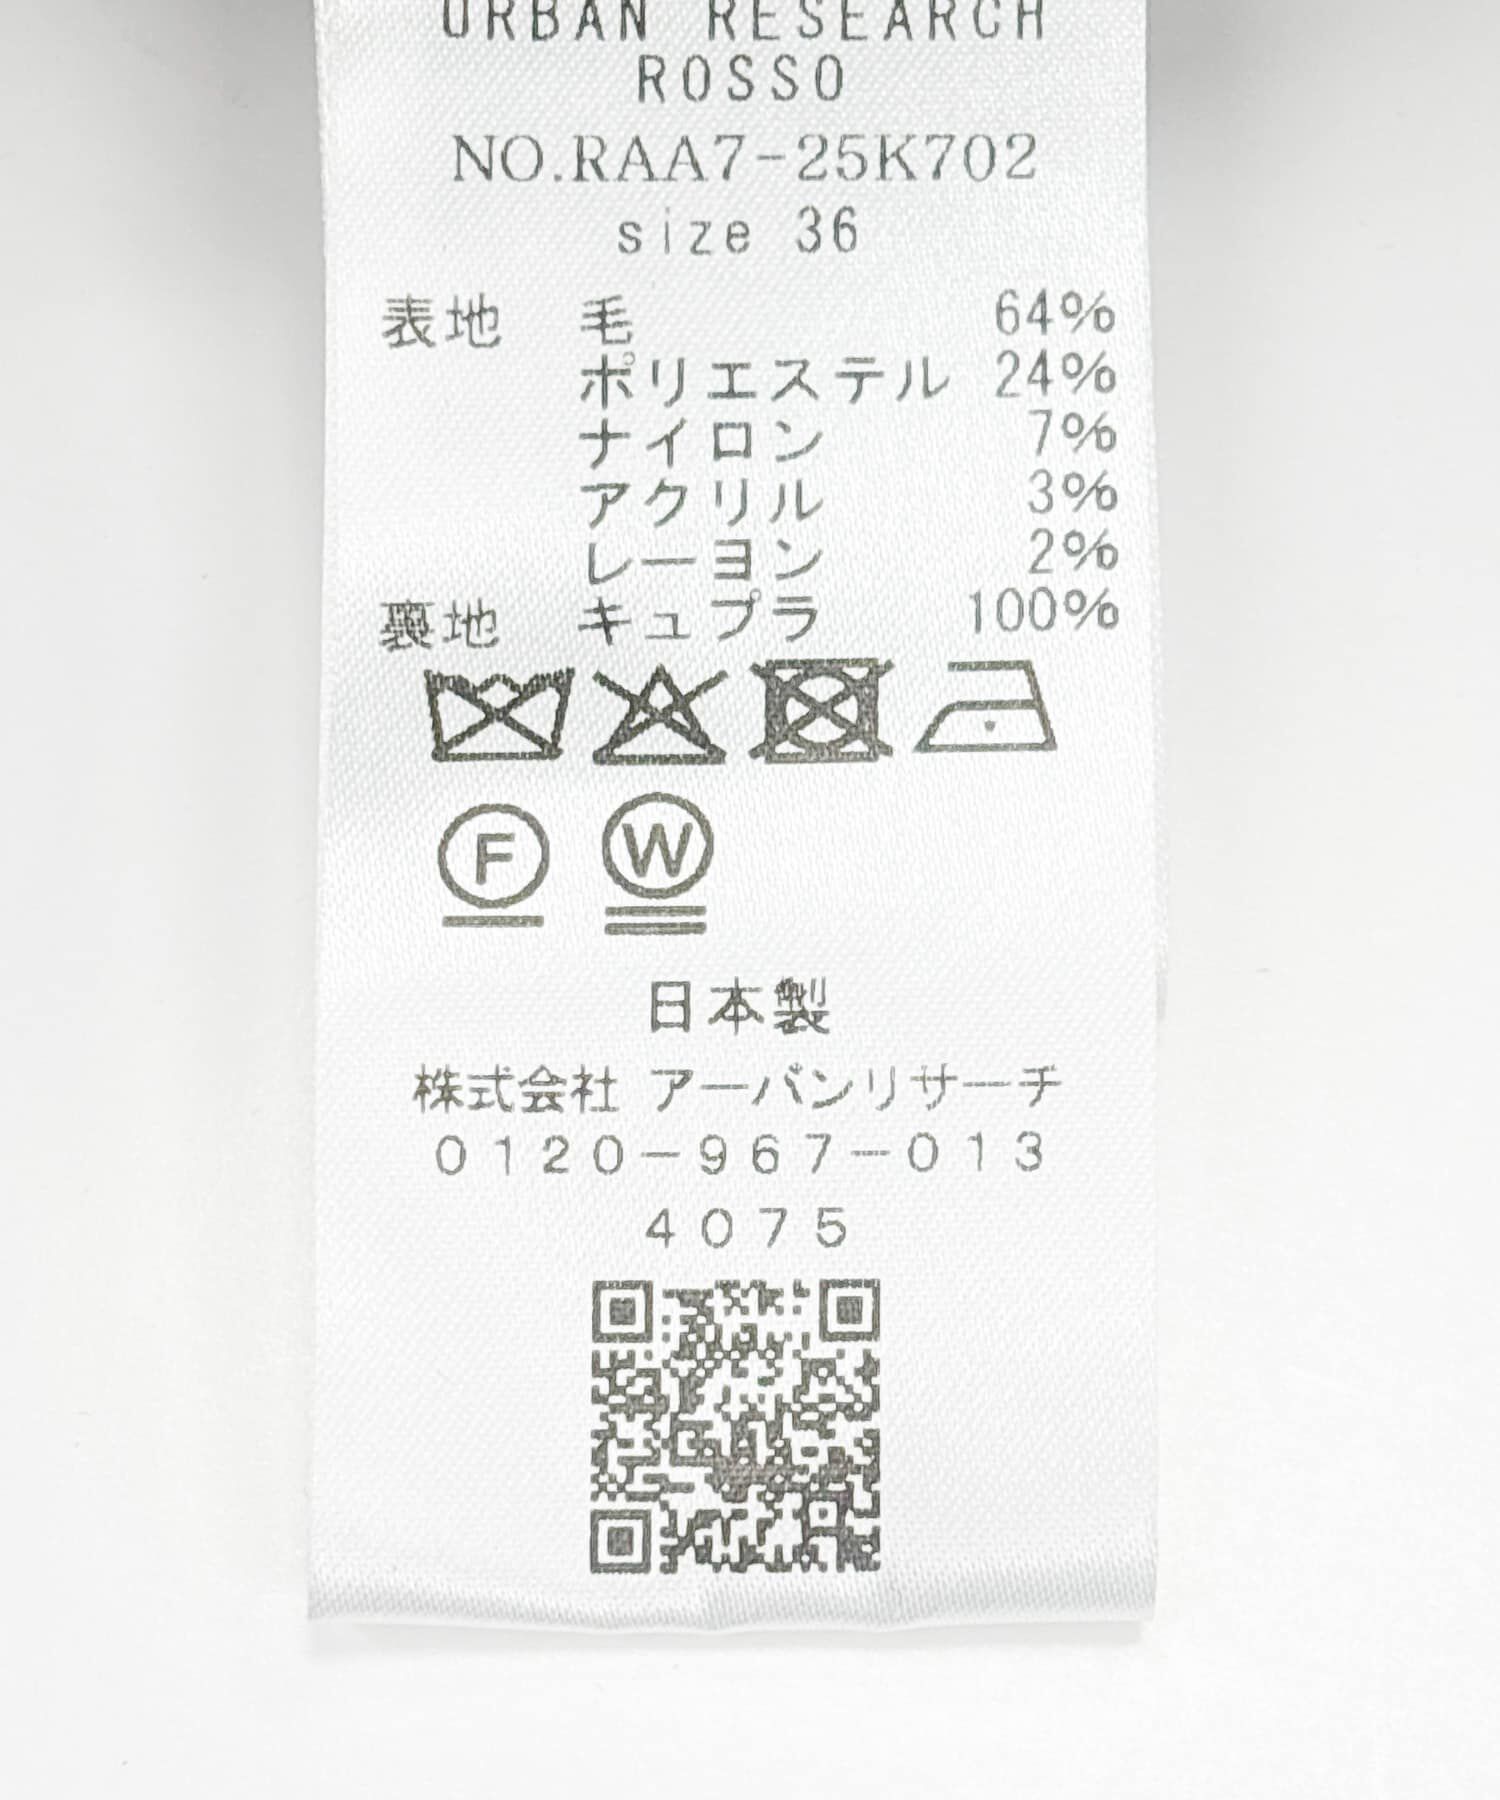 URBAN RESEARCH
ROSSO
NO.RAA7-25K702
size 36
表地 毛 64%
ポリエステル 24%
ナイロン 7%
アクリル 3%
レーヨン 2%
裏地 キュプラ 100%
F W
日本製
株式会社 アーバンリサーチ
0120-967-013
4075